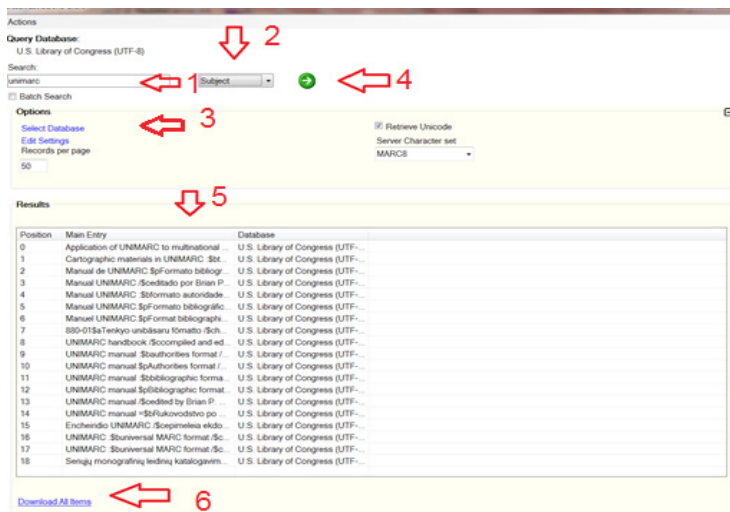 Actions
Query Database:
U.S. Library of Congress (UTF-8)
2
Search:
unimarc
1
Subject
4
Batch Search
Options
Select Database
3
Retrieve Unicode
Edit Settings
Server Character set
Records per page
MARC8
50
5
Results
Position Main Entry Database
0 Application of UNIMARC to multinational ... U.S. Library of Congress (UTF-...
1 Cartographic materials in UNIMARC :$bt... U.S. Library of Congress (UTF-...
2 Manual de UNIMARC.$pFormato bibliogr... U.S. Library of Congress (UTF-...
3 Manual UNIMARC /$ceditado por Brian P... U.S. Library of Congress (UTF-...
4 Manual UNIMARC :$bformato autoridade... U.S. Library of Congress (UTF-...
5 Manual UNIMARC.$pFormato bibliográfic... U.S. Library of Congress (UTF-...
6 Manuel UNIMARC.$pFormat bibliographi... U.S. Library of Congress (UTF-...
7 880-01$aTenkyo unibāsaru fōmatto /$ch... U.S. Library of Congress (UTF-...
8 UNIMARC handbook /$ccompiled and ed... U.S. Library of Congress (UTF-...
9 UNIMARC manual :$bauthorities format /... U.S. Library of Congress (UTF-...
10 UNIMARC manual.$pAuthorities format /... U.S. Library of Congress (UTF-...
11 UNIMARC manual :$bbibliographic forma... U.S. Library of Congress (UTF-...
12 UNIMARC manual.$pBibliographic format... U.S. Library of Congress (UTF-...
13 UNIMARC manual /$cedited by Brian P. ... U.S. Library of Congress (UTF-...
14 UNIMARC manual =$bRukovodstvo po ... U.S. Library of Congress (UTF-...
15 Encheiridio UNIMARC /$cepimeleia ekdo... U.S. Library of Congress (UTF-...
16 UNIMARC :$buniversal MARC format /$c... U.S. Library of Congress (UTF-...
17 UNIMARC :$buniversal MARC format /$c... U.S. Library of Congress (UTF-...
18 Senųjų monografinių leidinių katalogavim... U.S. Library of Congress (UTF-...
Download All Items
6